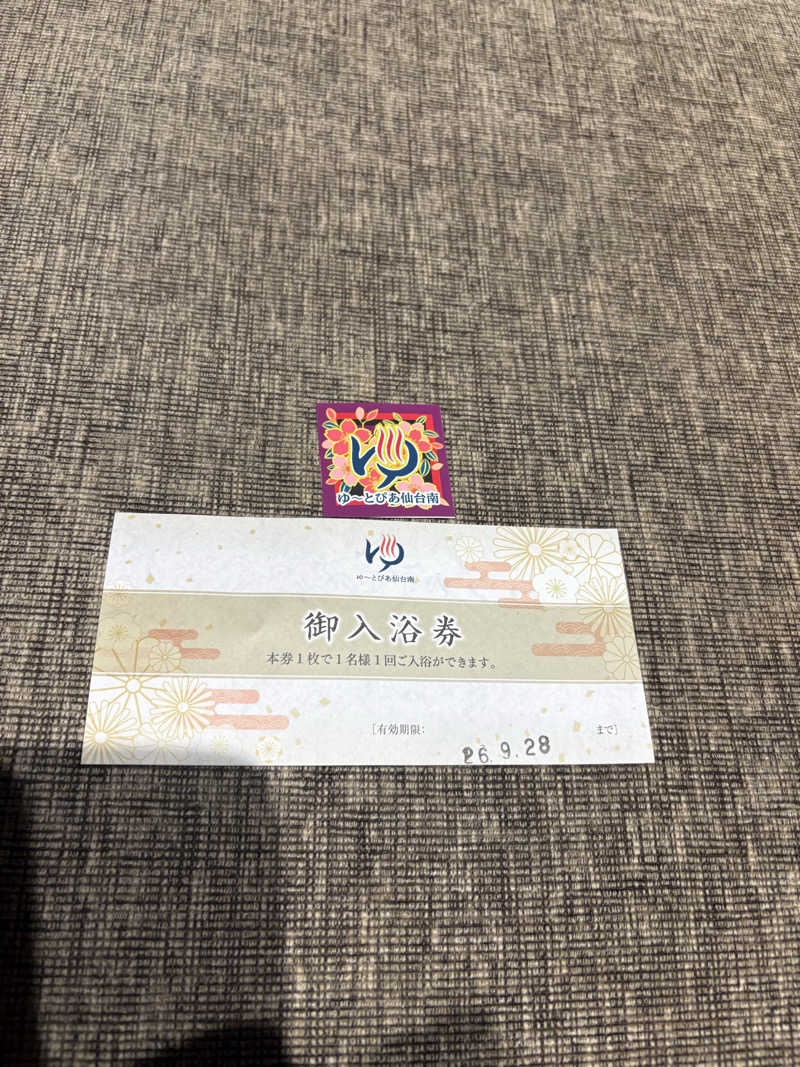 ゆ
ゆ～とぴあ仙台南
ゆ
ゆ～とぴあ仙台南
御入浴券
本券1枚で1名様1回ご入浴ができます。
[有効期限: 26.9.28 まで]